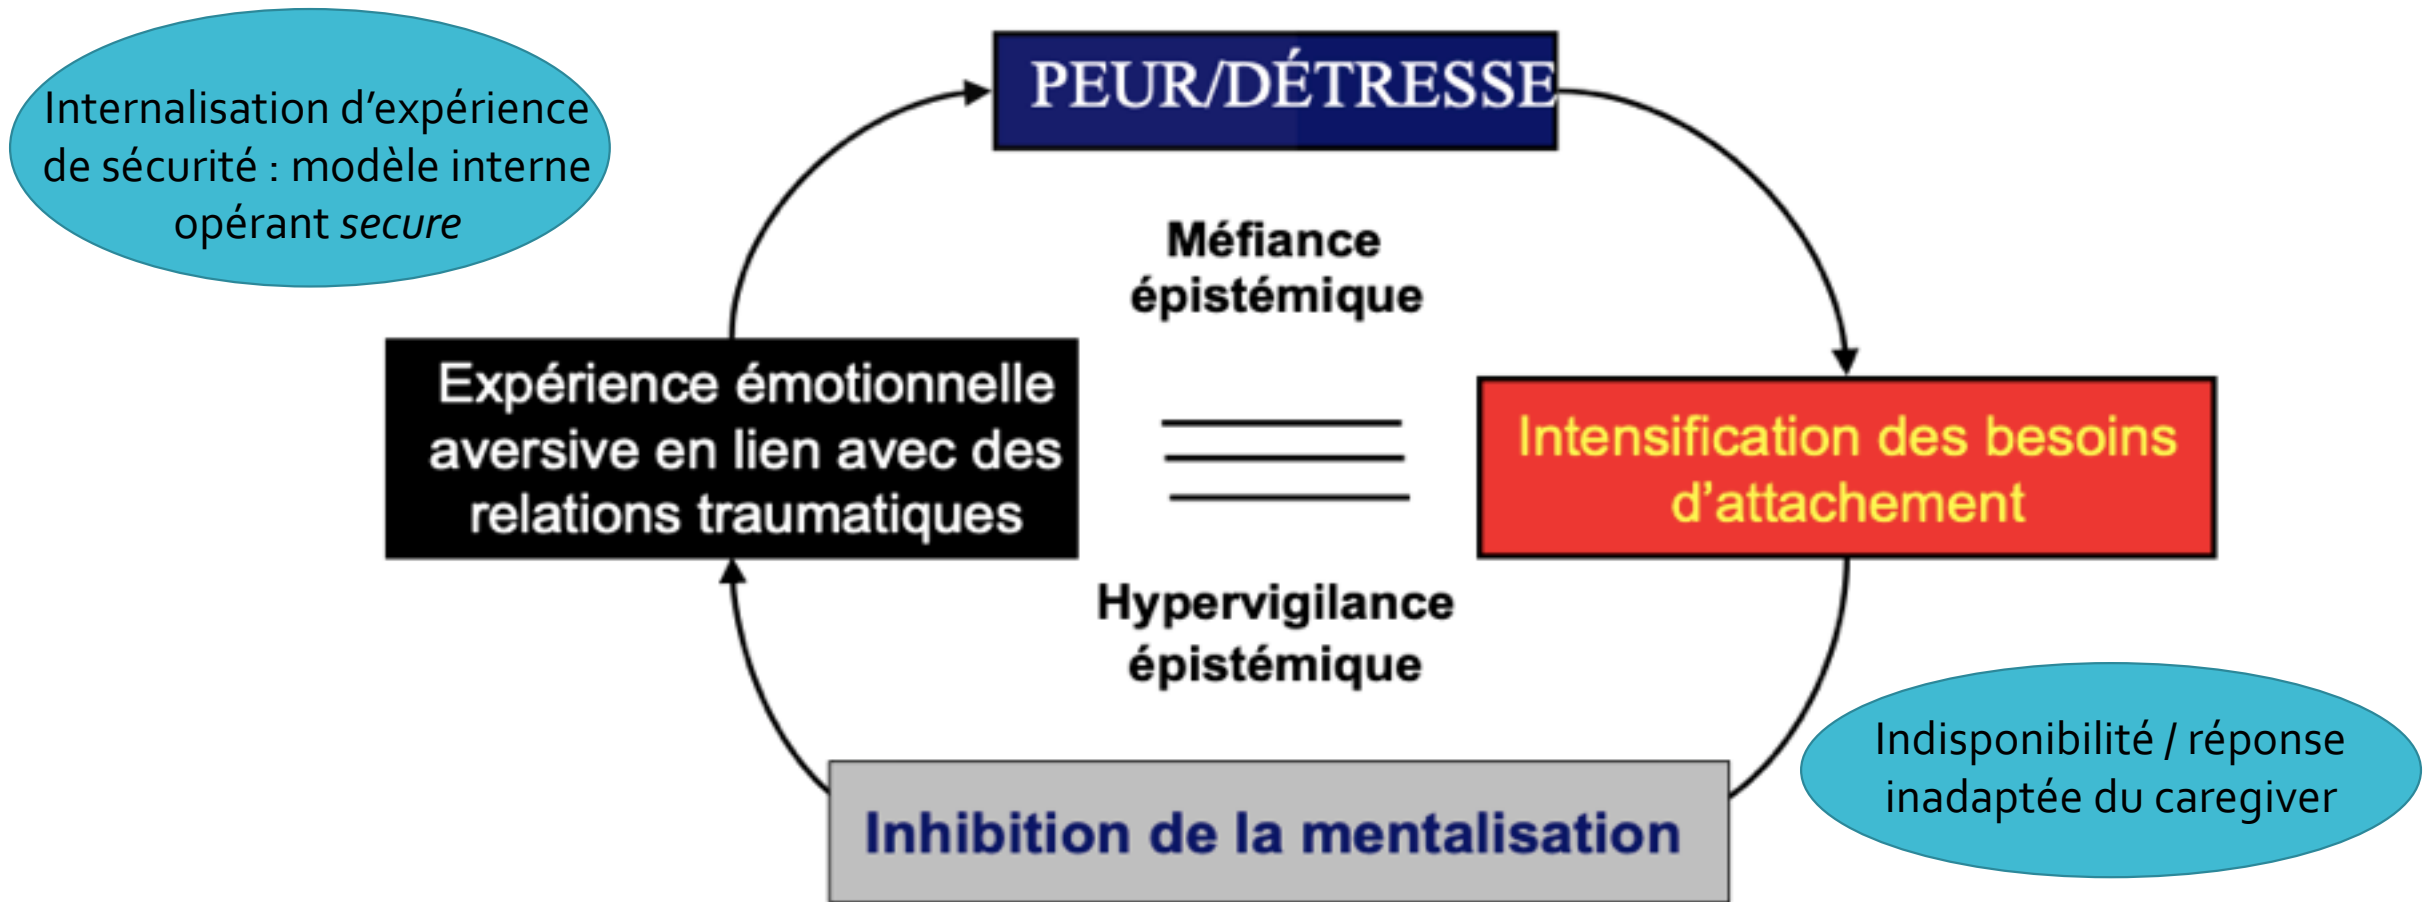 Internalisation d’expérience
de sécurité : modèle interne
opérant secure
PEUR/DÉTRESSE
Méfiance
épistémique
Expérience émotionnelle
aversive en lien avec des
relations traumatiques
Intensification des besoins
d’attachement
Hypervigilance
épistémique
Indisponibilité / réponse
inadaptée du caregiver
Inhibition de la mentalisation